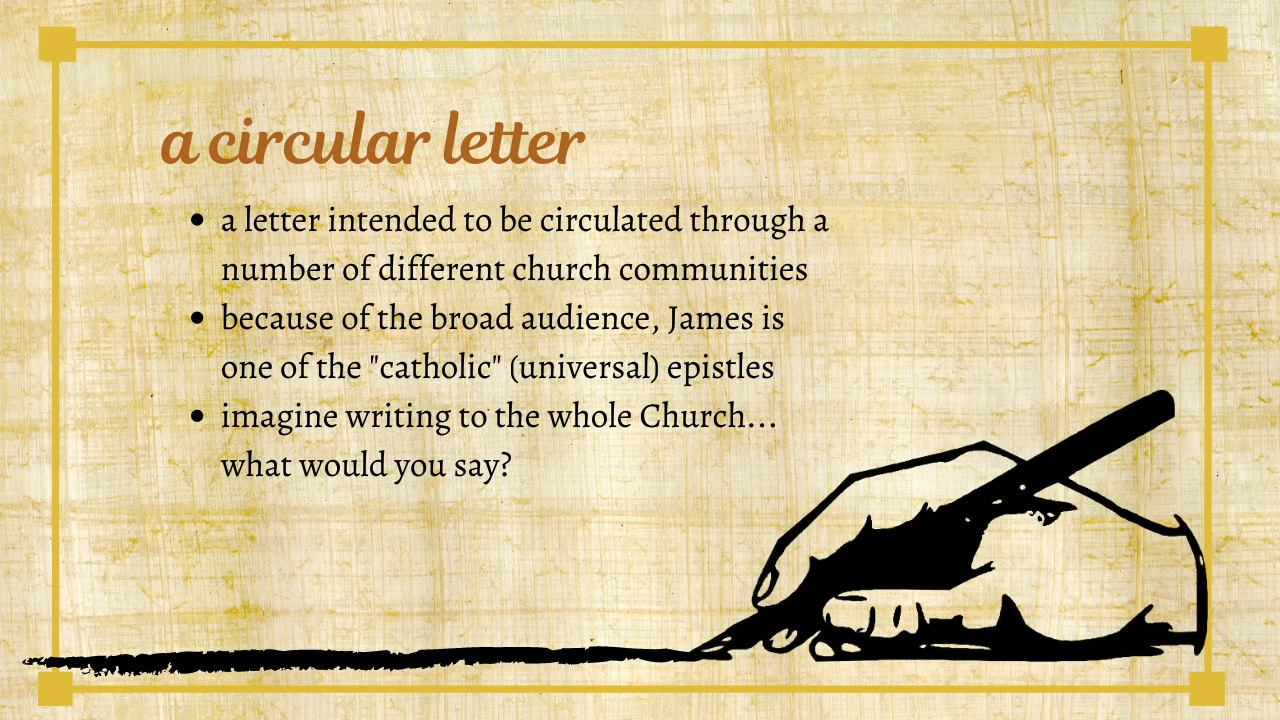 a circular letter
• a letter intended to be circulated through a
number of different church communities
• because of the broad audience, James is
one of the "catholic" (universal) epistles
• imagine writing to the whole Church...
what would you say?